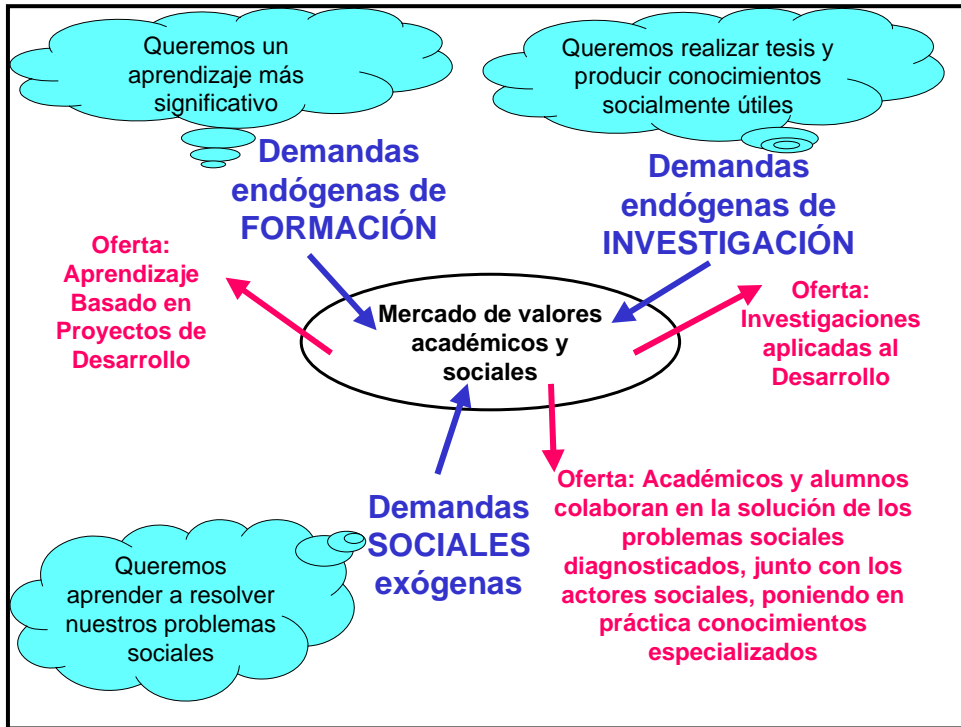 Queremos un
aprendizaje más
significativo
Queremos realizar tesis y
producir conocimientos
socialmente útiles
Demandas
endógenas de
FORMACIÓN
Demandas
endógenas de
INVESTIGACIÓN
Oferta:
Aprendizaje
Basado en
Proyectos de
Desarrollo
Mercado de valores
académicos y
sociales
Oferta:
Investigaciones
aplicadas al
Desarrollo
Demandas
SOCIALES
exógenas
Oferta: Académicos y alumnos
colaboran en la solución de los
problemas sociales
diagnosticados, junto con los
actores sociales, poniendo en
práctica conocimientos
especializados
Queremos
aprender a resolver
nuestros problemas
sociales